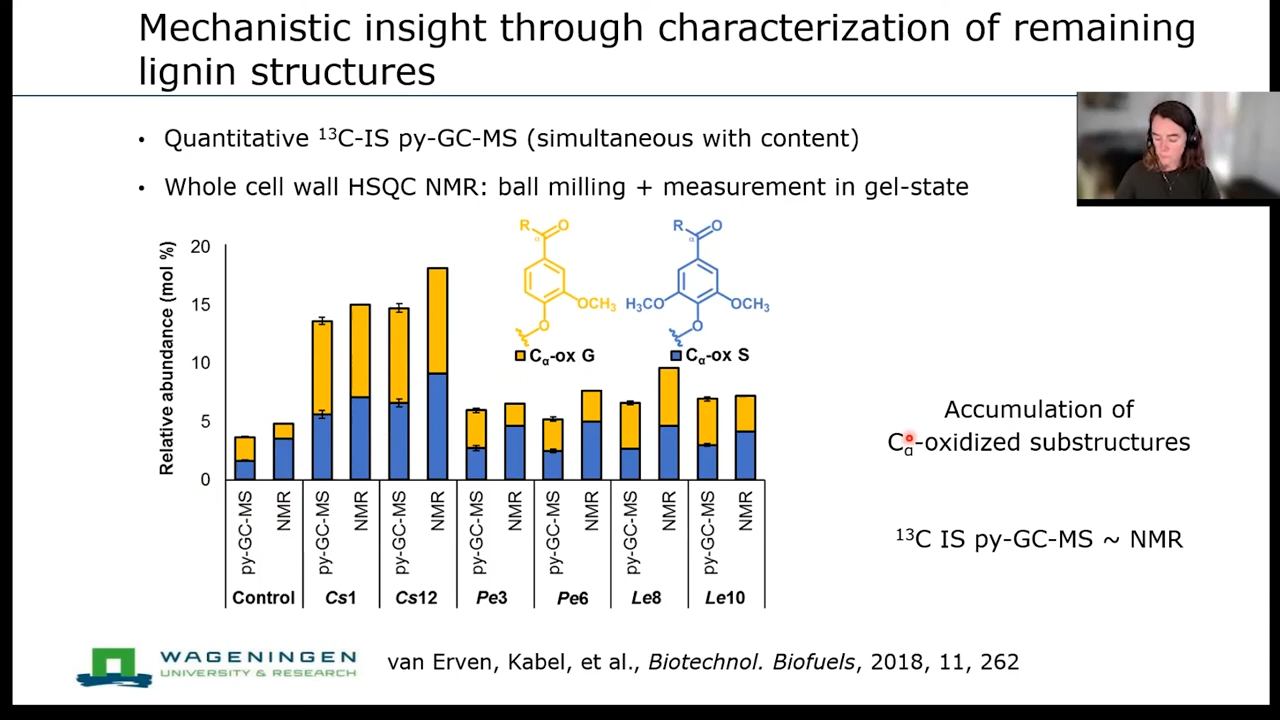 Mechanistic insight through characterization of remaining
lignin structures
• Quantitative ¹³C-IS py-GC-MS (simultaneous with content)
• Whole cell wall HSQC NMR: ball milling + measurement in gel-state
Relative abundance (mol %)
20
15
10
5
0
R
O
α
OCH₃
O
R
O
α
H₃CO
OCH₃
O
Cα-ox G
Cα-ox S
py-GC-MS
NMR
py-GC-MS
NMR
py-GC-MS
NMR
py-GC-MS
NMR
py-GC-MS
NMR
py-GC-MS
NMR
py-GC-MS
NMR
Control
Cs1
Cs12
Pe3
Pe6
Le8
Le10
Accumulation of
Cα-oxidized substructures
¹³C IS py-GC-MS ~ NMR
WAGENINGEN
UNIVERSITY & RESEARCH
van Erven, Kabel, et al., Biotechnol. Biofuels, 2018, 11, 262